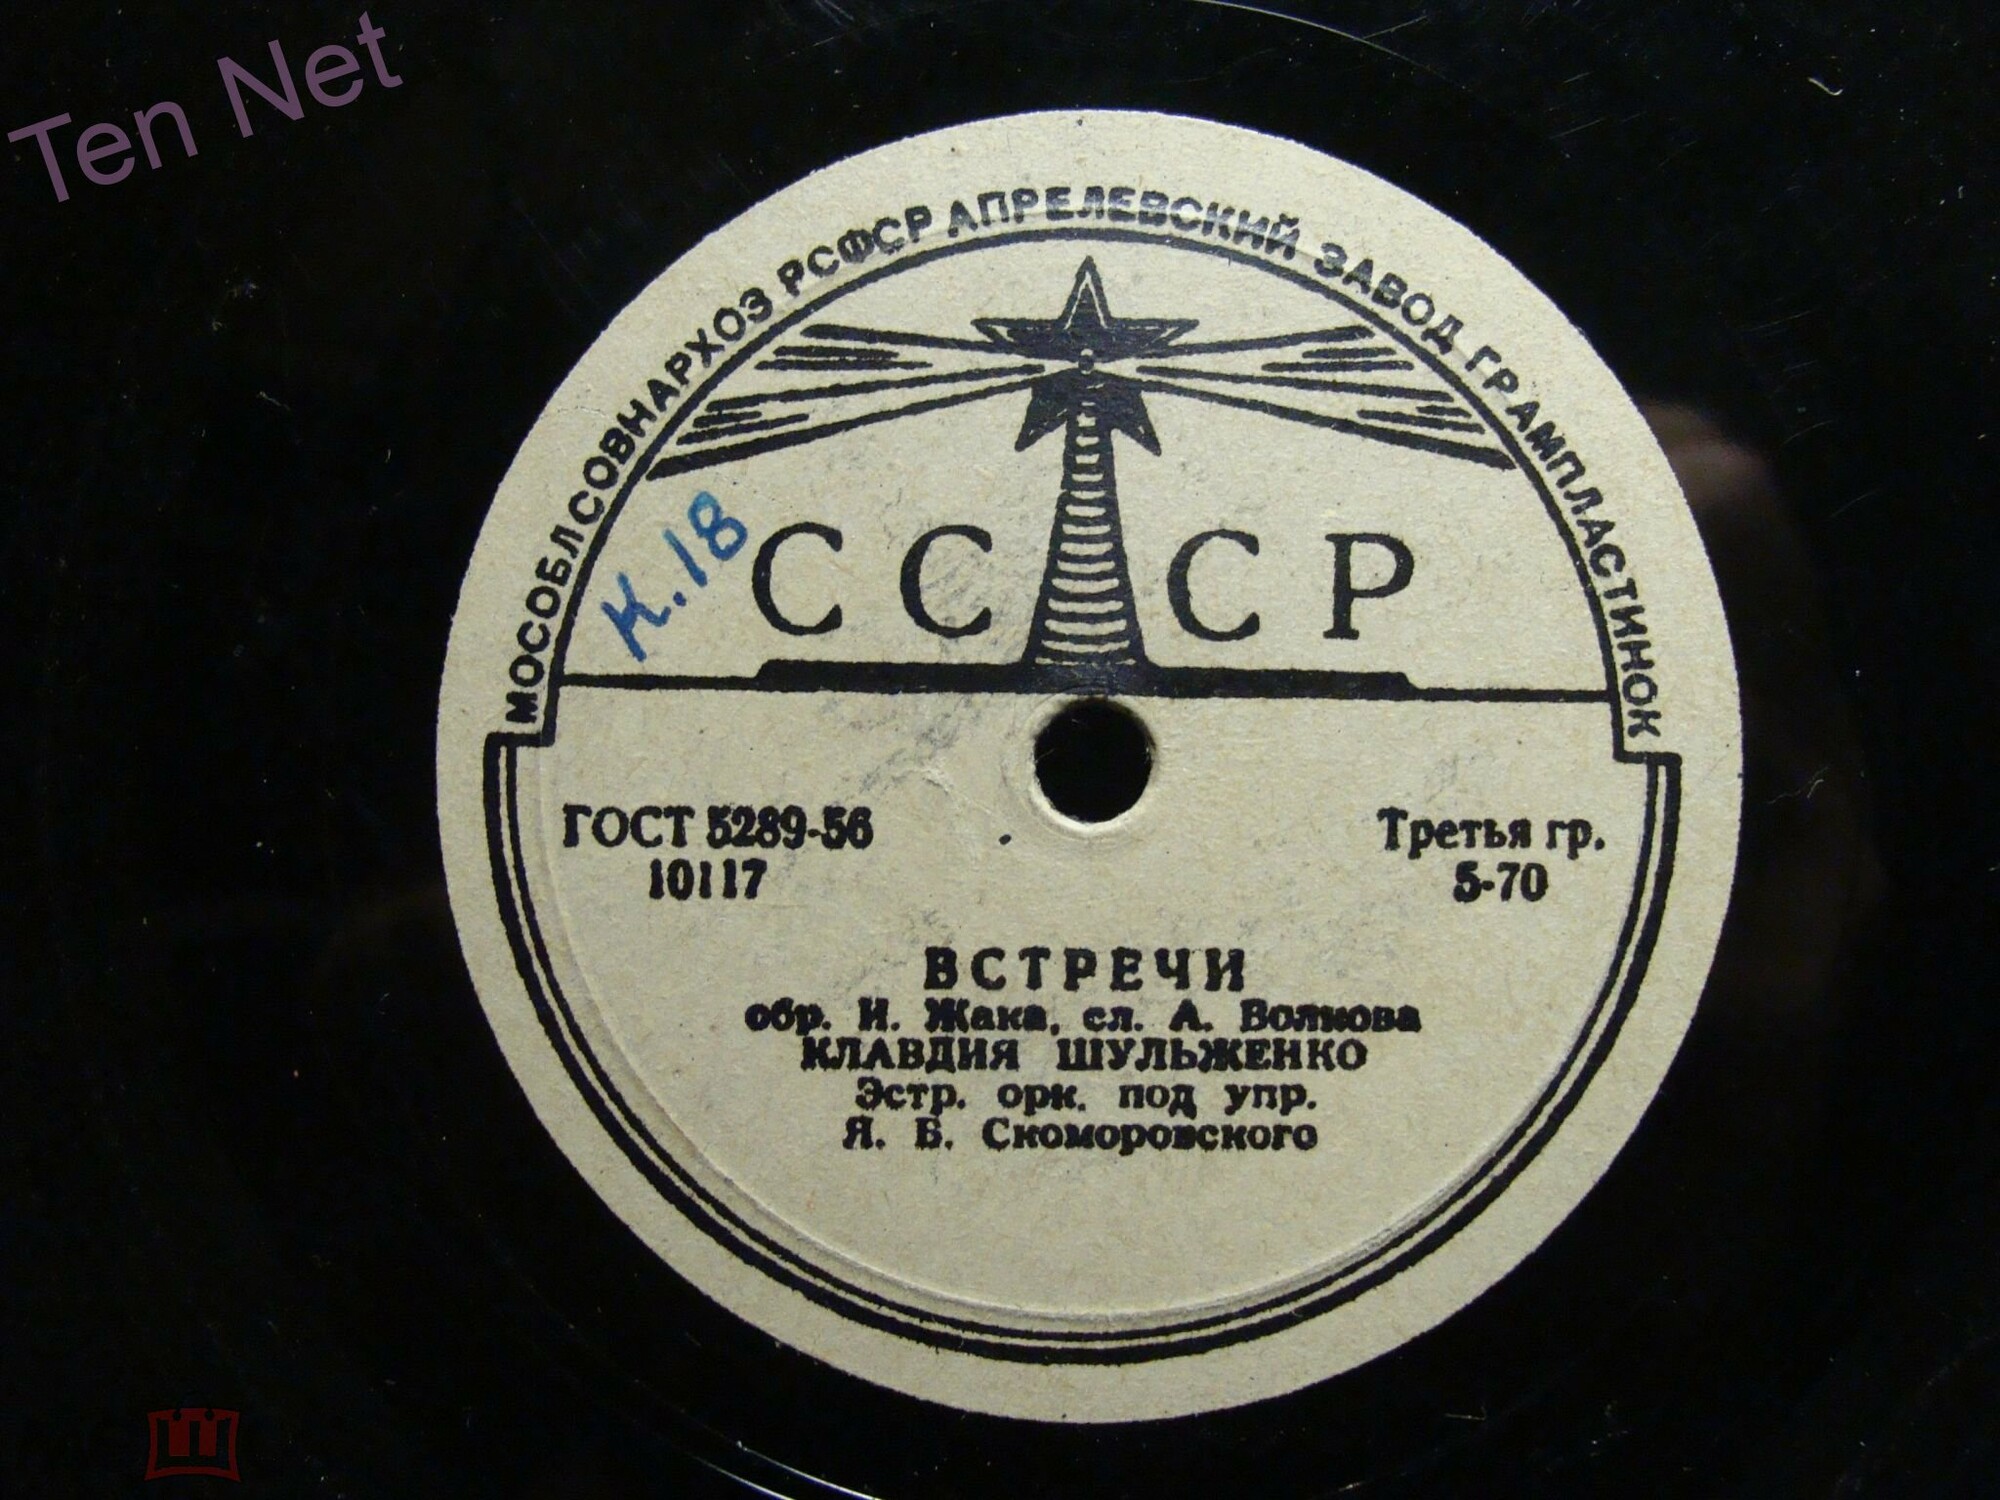 Ten Net
МОСОБЛСОВНАРХОЗ РСФСР АПРЕЛЕВСКИЙ ЗАВОД ГРАМПЛАСТИНОК
К.18
СССР
ГОСТ 5289-56
10117
Третья гр.
5-70
ВСТРЕЧИ
обр. И. Жака, сл. А. Волкова
КЛАВДИЯ ШУЛЬЖЕНКО
Эстр. орк. под упр.
Я. Б. Скоморовского